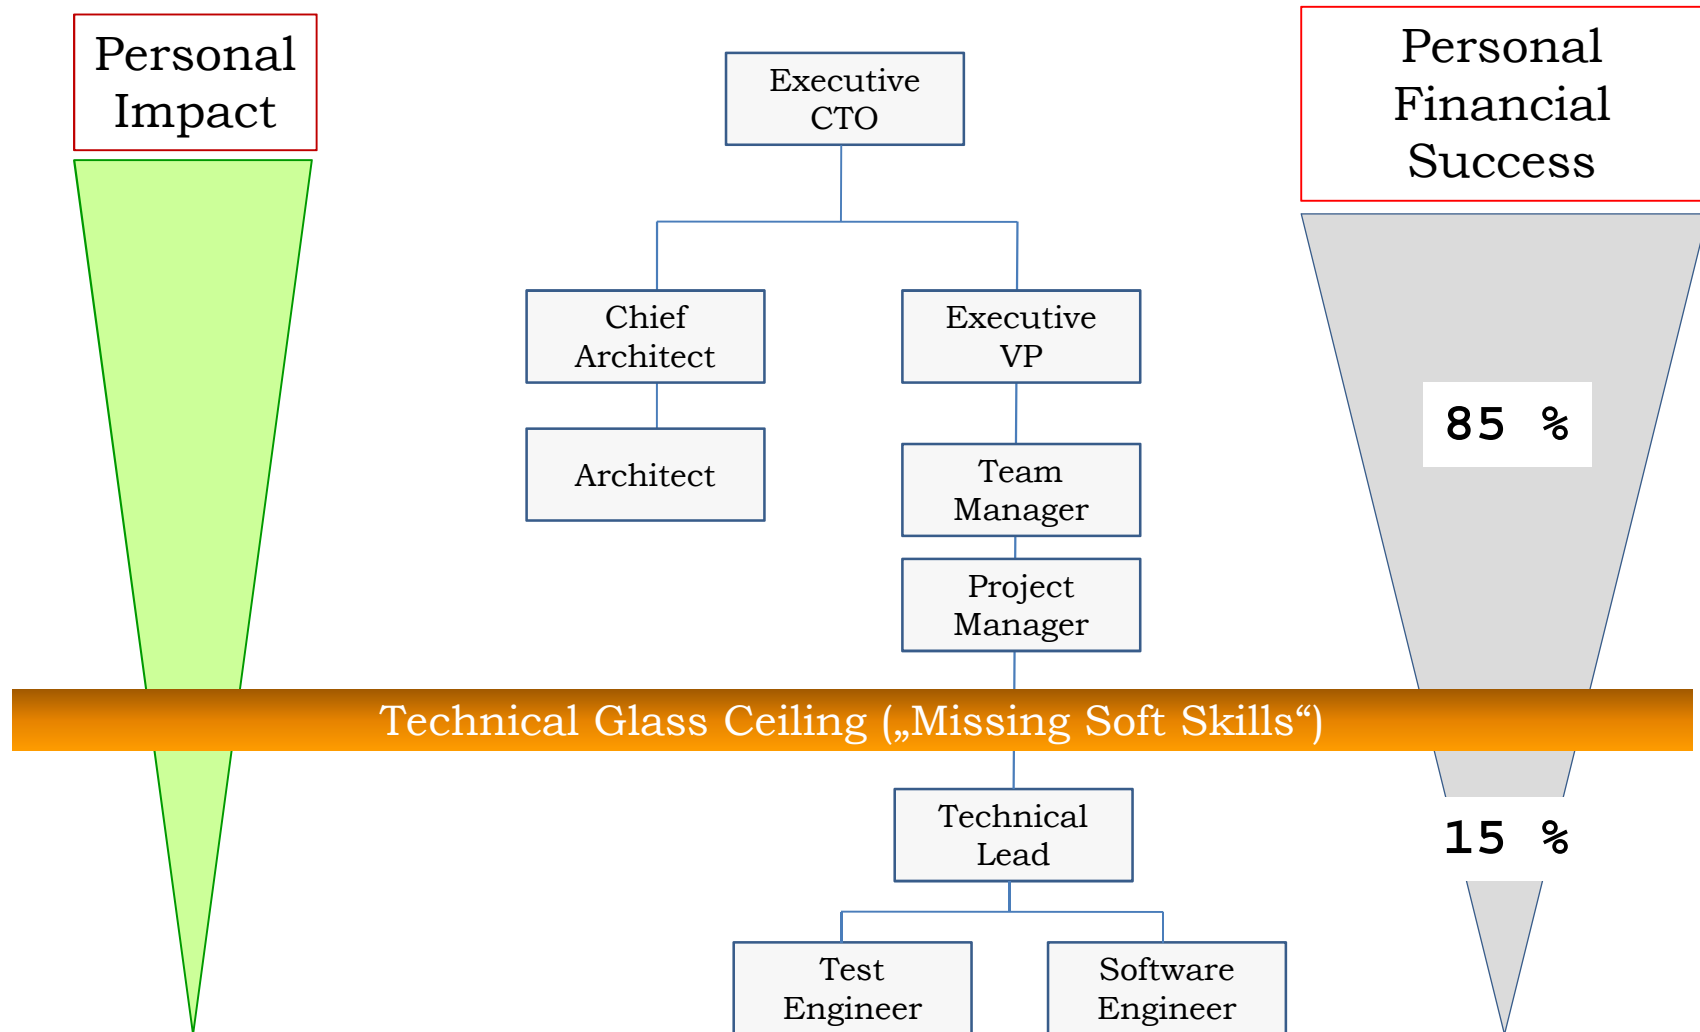 Personal
Impact
Executive
CTO
Personal
Financial
Success
Chief
Architect
Executive
VP
85 %
Architect
Team
Manager
Project
Manager
Technical Glass Ceiling („Missing Soft Skills“)
Technical
Lead
15 %
Test
Engineer
Software
Engineer